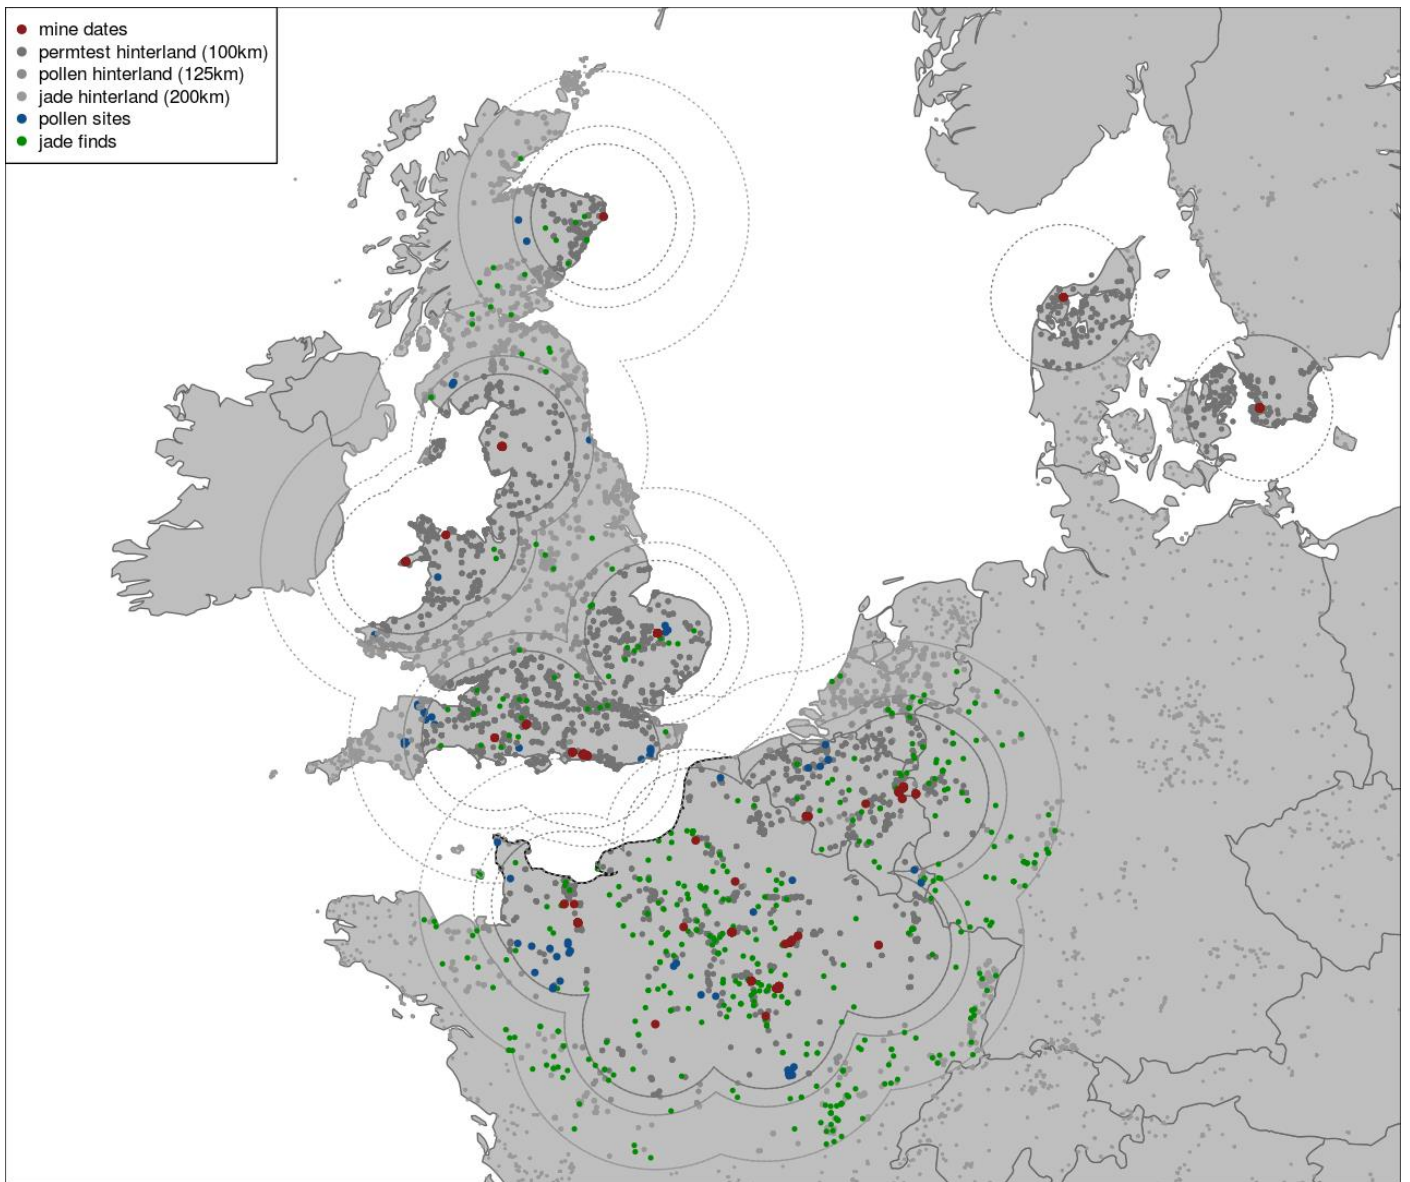 mine dates
permtest hinterland (100km)
pollen hinterland (125km)
jade hinterland (200km)
pollen sites
jade finds